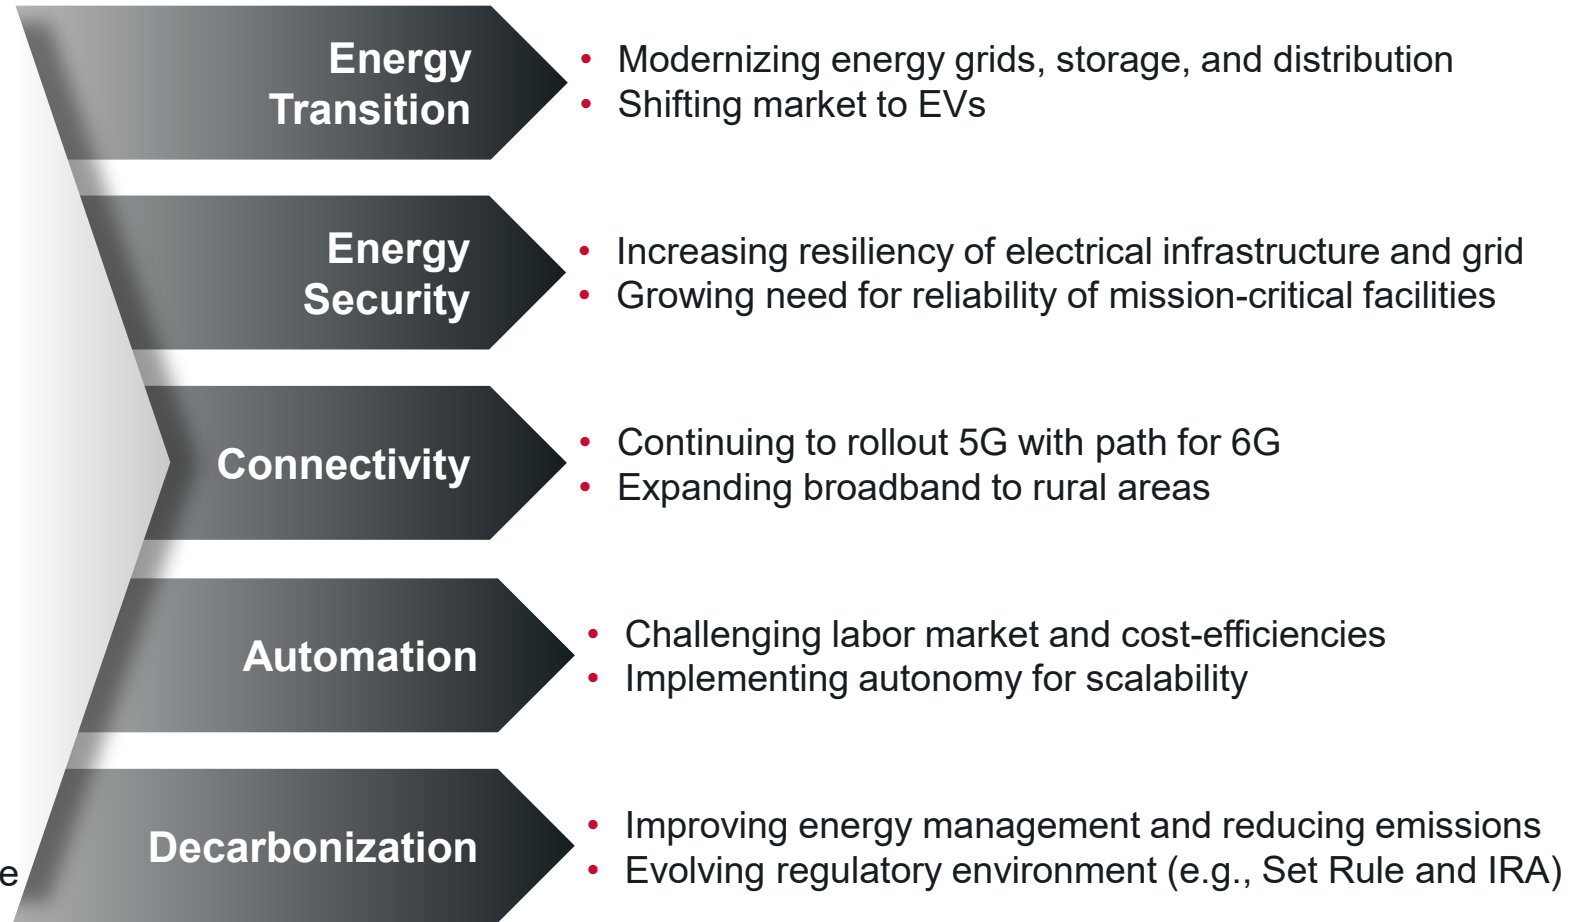 Energy
Transition
• Modernizing energy grids, storage, and distribution
• Shifting market to EVs
Energy
Security
• Increasing resiliency of electrical infrastructure and grid
• Growing need for reliability of mission-critical facilities
Connectivity
• Continuing to rollout 5G with path for 6G
• Expanding broadband to rural areas
Automation
• Challenging labor market and cost-efficiencies
• Implementing autonomy for scalability
Decarbonization
• Improving energy management and reducing emissions
• Evolving regulatory environment (e.g., Set Rule and IRA)